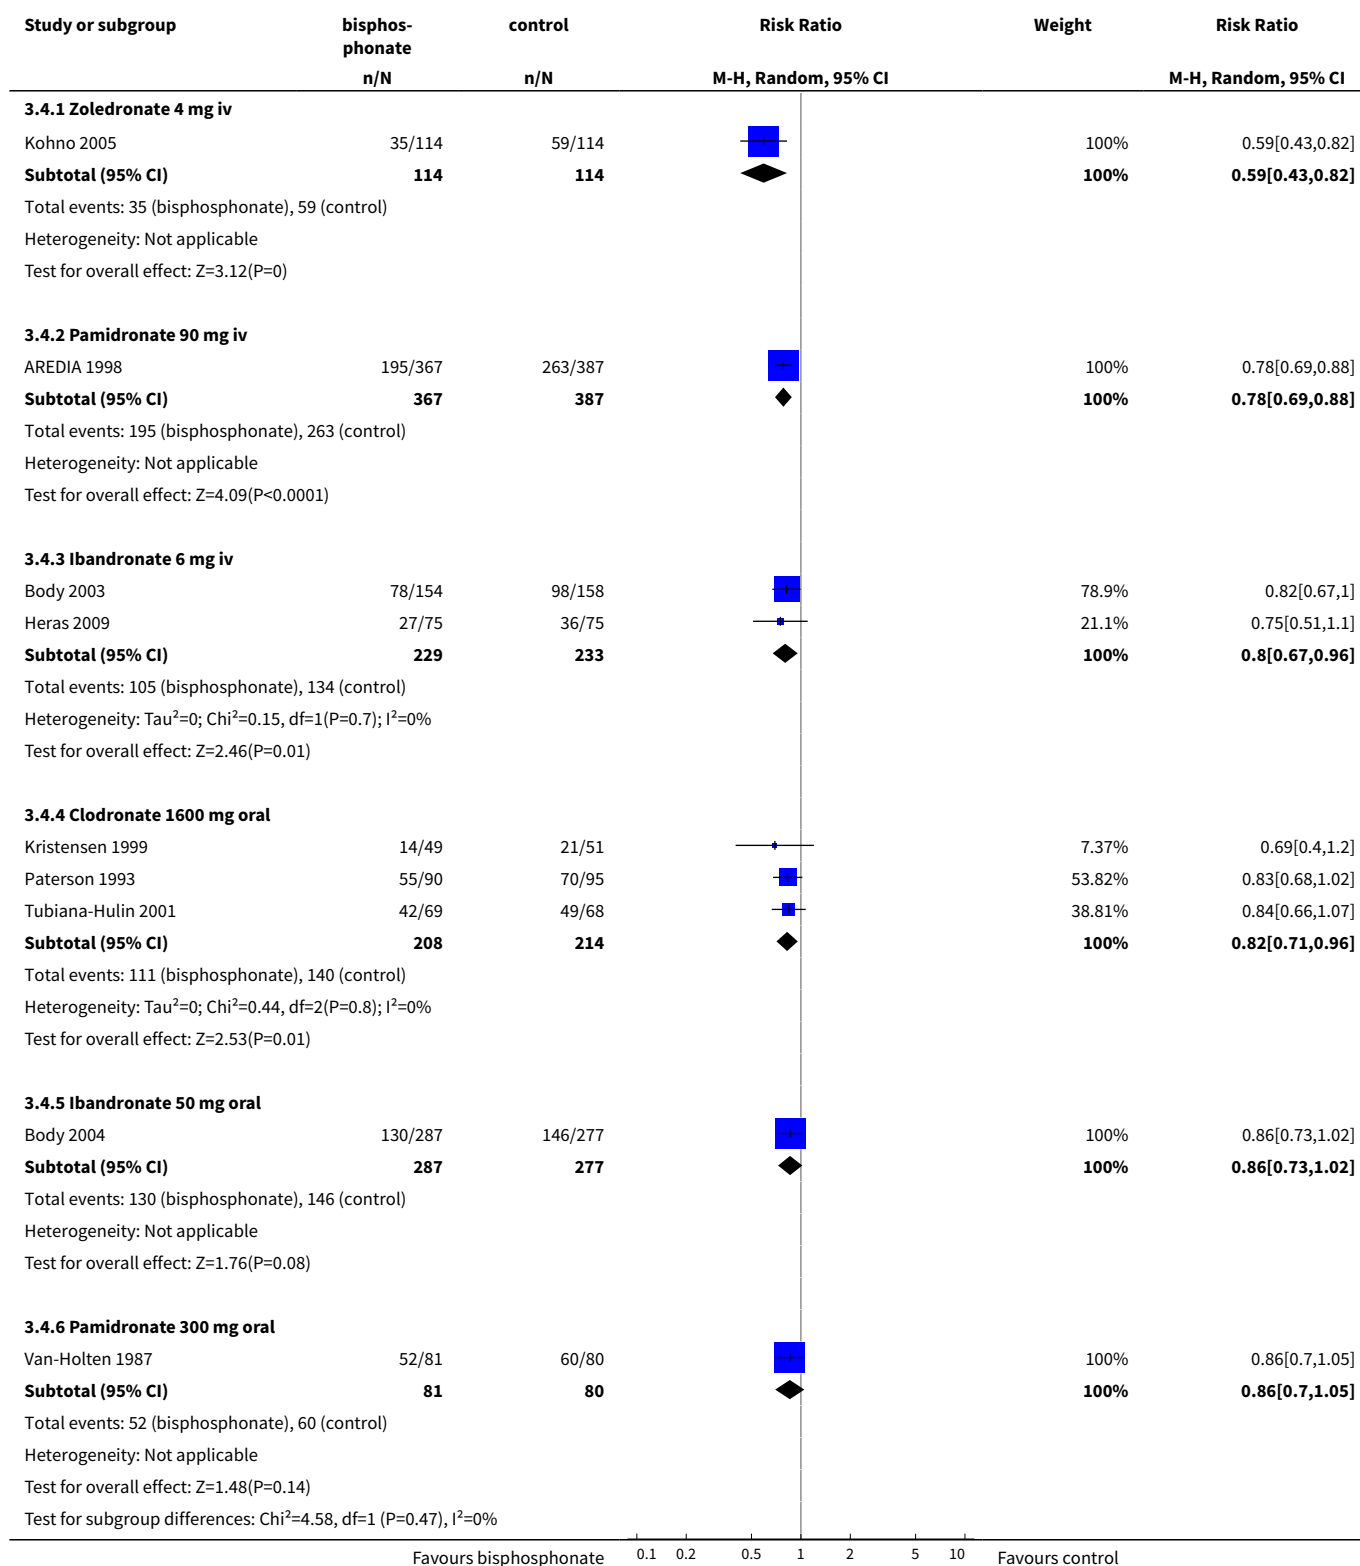 Study or subgroup bisphos- control Risk Ratio Weight Risk Ratio
phonate
n/N n/N M-H, Random, 95% CI M-H, Random, 95% CI
3.4.1 Zoledronate 4 mg iv
Kohno 2005 35/114 59/114 100% 0.59[0.43,0.82]
Subtotal (95% CI) 114 114 100% 0.59[0.43,0.82]
Total events: 35 (bisphosphonate), 59 (control)
Heterogeneity: Not applicable
Test for overall effect: Z=3.12(P=0)
3.4.2 Pamidronate 90 mg iv
AREDIA 1998 195/367 263/387 100% 0.78[0.69,0.88]
Subtotal (95% CI) 367 387 100% 0.78[0.69,0.88]
Total events: 195 (bisphosphonate), 263 (control)
Heterogeneity: Not applicable
Test for overall effect: Z=4.09(P<0.0001)
3.4.3 Ibandronate 6 mg iv
Body 2003 78/154 98/158 78.9% 0.82[0.67,1]
Heras 2009 27/75 36/75 21.1% 0.75[0.51,1.1]
Subtotal (95% CI) 229 233 100% 0.8[0.67,0.96]
Total events: 105 (bisphosphonate), 134 (control)
Heterogeneity: Tau²=0; Chi²=0.15, df=1(P=0.7); I²=0%
Test for overall effect: Z=2.46(P=0.01)
3.4.4 Clodronate 1600 mg oral
Kristensen 1999 14/49 21/51 7.37% 0.69[0.4,1.2]
Paterson 1993 55/90 70/95 53.82% 0.83[0.68,1.02]
Tubiana-Hulin 2001 42/69 49/68 38.81% 0.84[0.66,1.07]
Subtotal (95% CI) 208 214 100% 0.82[0.71,0.96]
Total events: 111 (bisphosphonate), 140 (control)
Heterogeneity: Tau²=0; Chi²=0.44, df=2(P=0.8); I²=0%
Test for overall effect: Z=2.53(P=0.01)
3.4.5 Ibandronate 50 mg oral
Body 2004 130/287 146/277 100% 0.86[0.73,1.02]
Subtotal (95% CI) 287 277 100% 0.86[0.73,1.02]
Total events: 130 (bisphosphonate), 146 (control)
Heterogeneity: Not applicable
Test for overall effect: Z=1.76(P=0.08)
3.4.6 Pamidronate 300 mg oral
Van-Holten 1987 52/81 60/80 100% 0.86[0.7,1.05]
Subtotal (95% CI) 81 80 100% 0.86[0.7,1.05]
Total events: 52 (bisphosphonate), 60 (control)
Heterogeneity: Not applicable
Test for overall effect: Z=1.48(P=0.14)
Test for subgroup differences: Chi²=4.58, df=1 (P=0.47), I²=0%
Favours bisphosphonate 0.1 0.2 0.5 1 2 5 10 Favours control